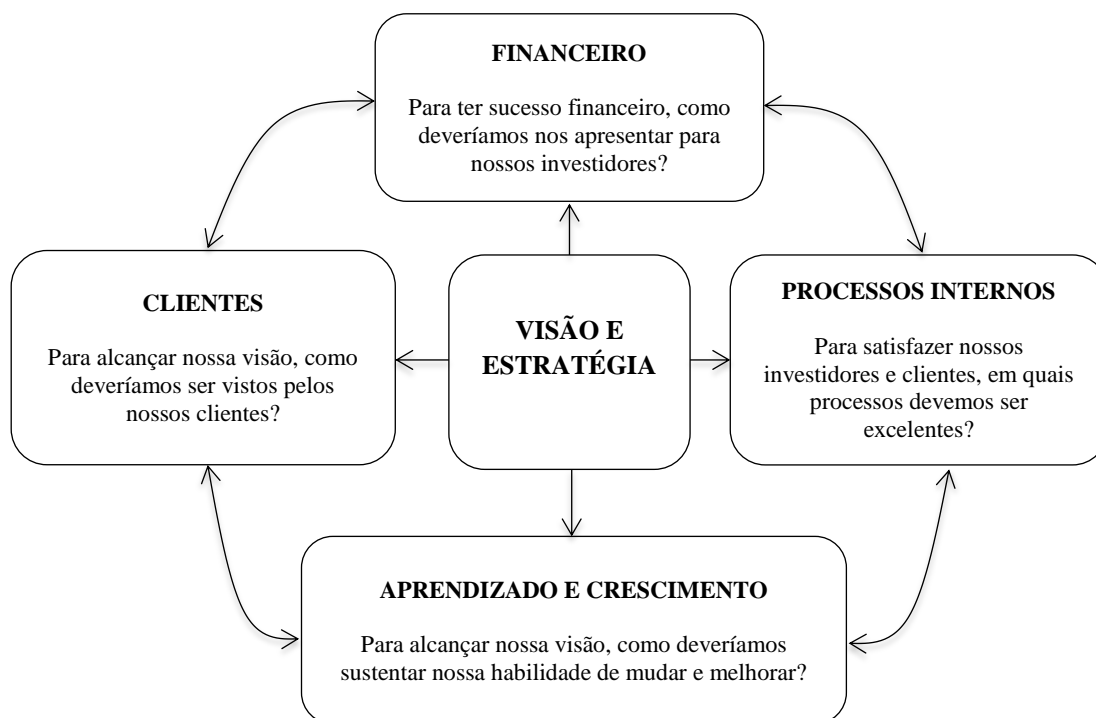 FINANCEIRO
Para ter sucesso financeiro, como
deveríamos nos apresentar para
nossos investidores?
CLIENTES
Para alcançar nossa visão, como
deveríamos ser vistos pelos
nossos clientes?
VISÃO E
ESTRATÉGIA
PROCESSOS INTERNOS
Para satisfazer nossos
investidores e clientes, em quais
processos devemos ser
excelentes?
APRENDIZADO E CRESCIMENTO
Para alcançar nossa visão, como deveríamos
sustentar nossa habilidade de mudar e melhorar?